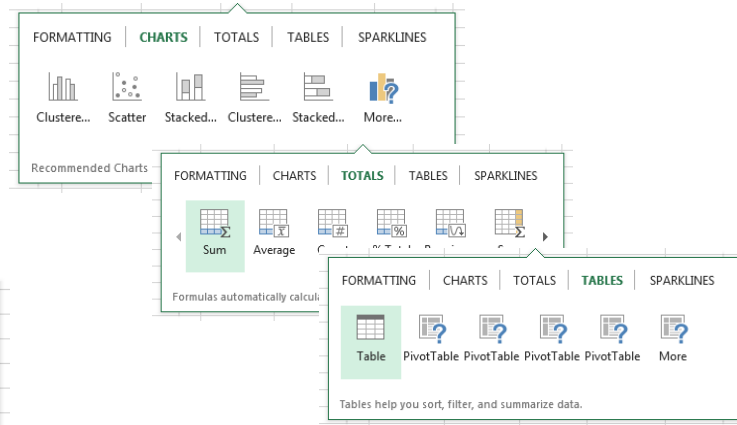 FORMATTING CHARTS TOTALS TABLES SPARKLINES
Clustere... Scatter Stacked... Clustere... Stacked... More...
Recommended Charts
FORMATTING CHARTS TOTALS TABLES SPARKLINES
Sum Average
Formulas automatically calcula
FORMATTING CHARTS TOTALS TABLES SPARKLINES
Table PivotTable PivotTable PivotTable PivotTable More
Tables help you sort, filter, and summarize data.